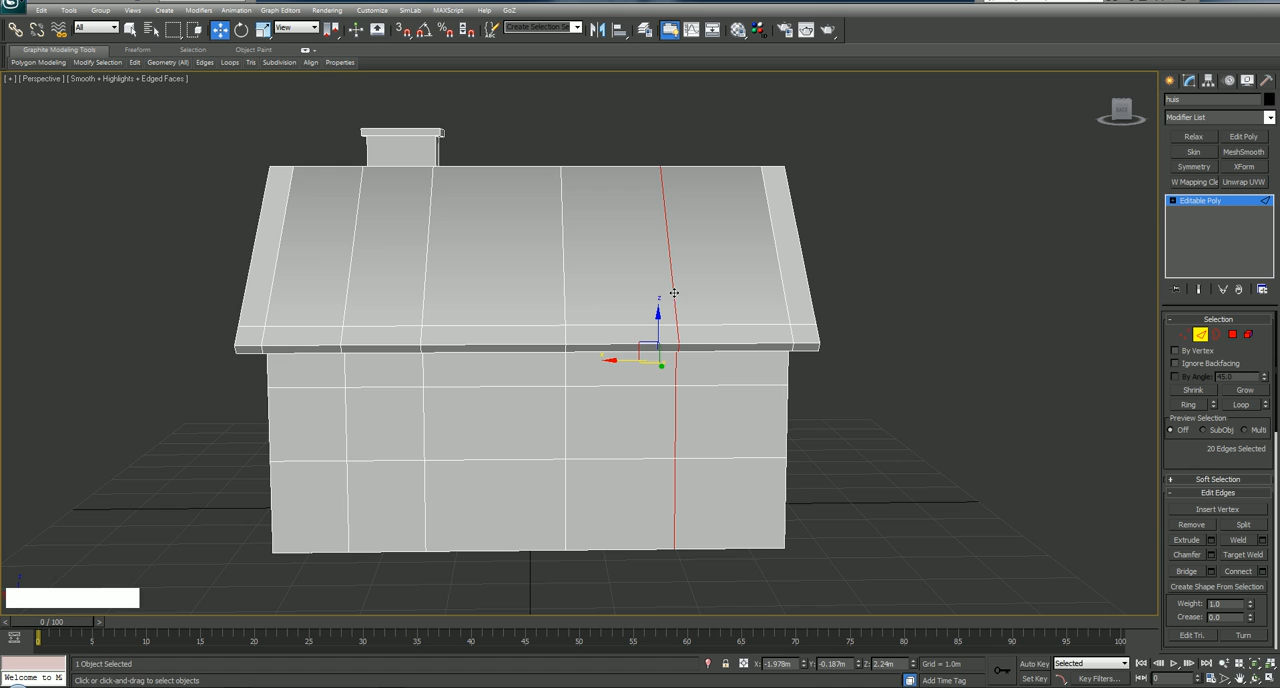 Edit Tools Group Views Create Modifiers Animation Graph Editors Rendering Customize SimLab MAXScript Help GoZ
All View Create Selection Se
Graphite Modeling Tools Freeform Selection Object Paint
Polygon Modeling Modify Selection Edit Geometry (All) Edges Loops Tris Subdivision Align Properties
[ + ] [ Perspective ] [ Smooth + Highlights + Edged Faces ]
huis
Modifier List
Relax Edit Poly
Skin MeshSmooth
Symmetry XForm
W Mapping Cle Unwrap UVW
Editable Poly
Selection
By Vertex
Ignore Backfacing
By Angle: 45.0
Shrink Grow
Ring Loop
Preview Selection
Off SubObj Multi
20 Edges Selected
Soft Selection
Edit Edges
Insert Vertex
Remove Split
Extrude Weld
Chamfer Target Weld
Bridge Connect
Create Shape From Selection
Weight: 1.0
Crease: 0.0
Edit Tri. Turn
z
0 / 100
0 5 10 15 20 25 30 35 40 45 50 55 60 65 70 75 80 85 90 95 100
Welcome to M
1 Object Selected X: -1.978m Y: -0.187m Z: 2.24m Grid = 1.0m Auto Key Selected
Click or click-and-drag to select objects Add Time Tag Set Key Key Filters... 0